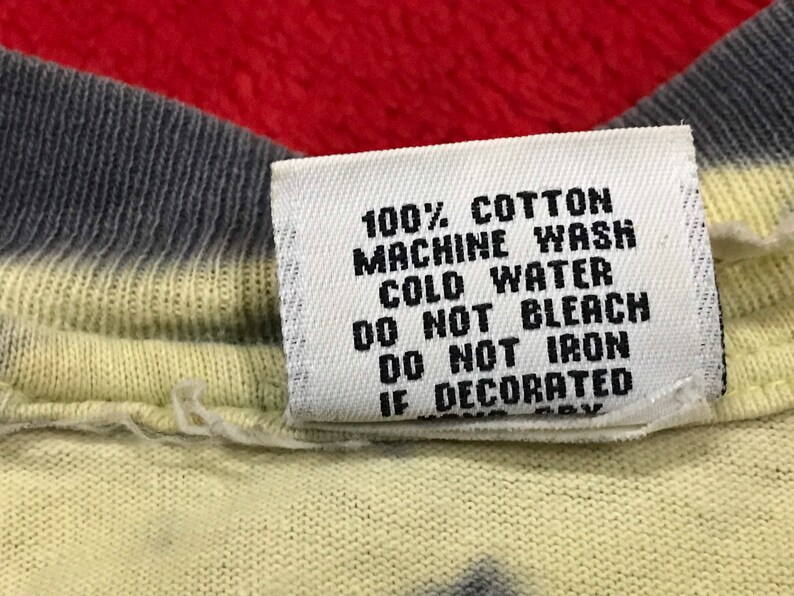 100% COTTON
MACHINE WASH
COLD WATER
DO NOT BLEACH
DO NOT IRON
IF DECORATED